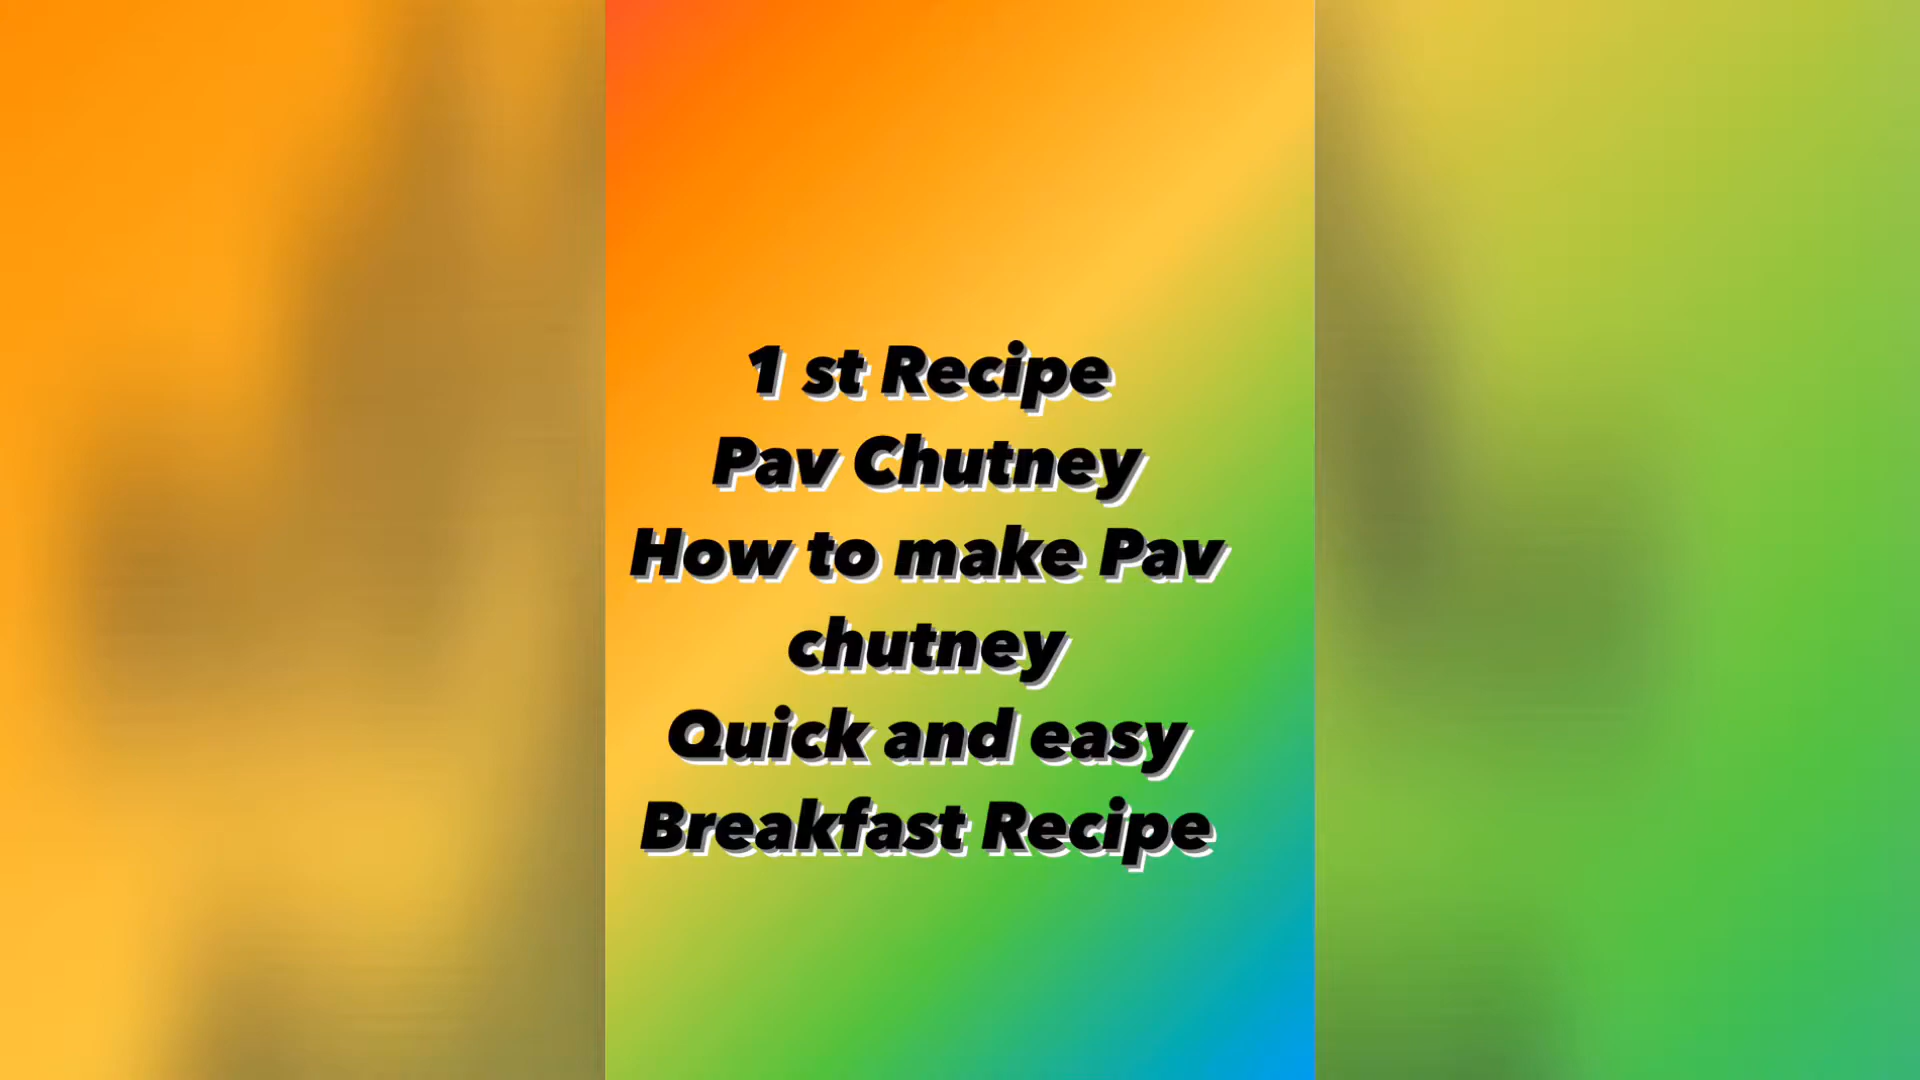 1 st Recipe
Pav Chutney
How to make Pav
chutney
Quick and easy
Breakfast Recipe